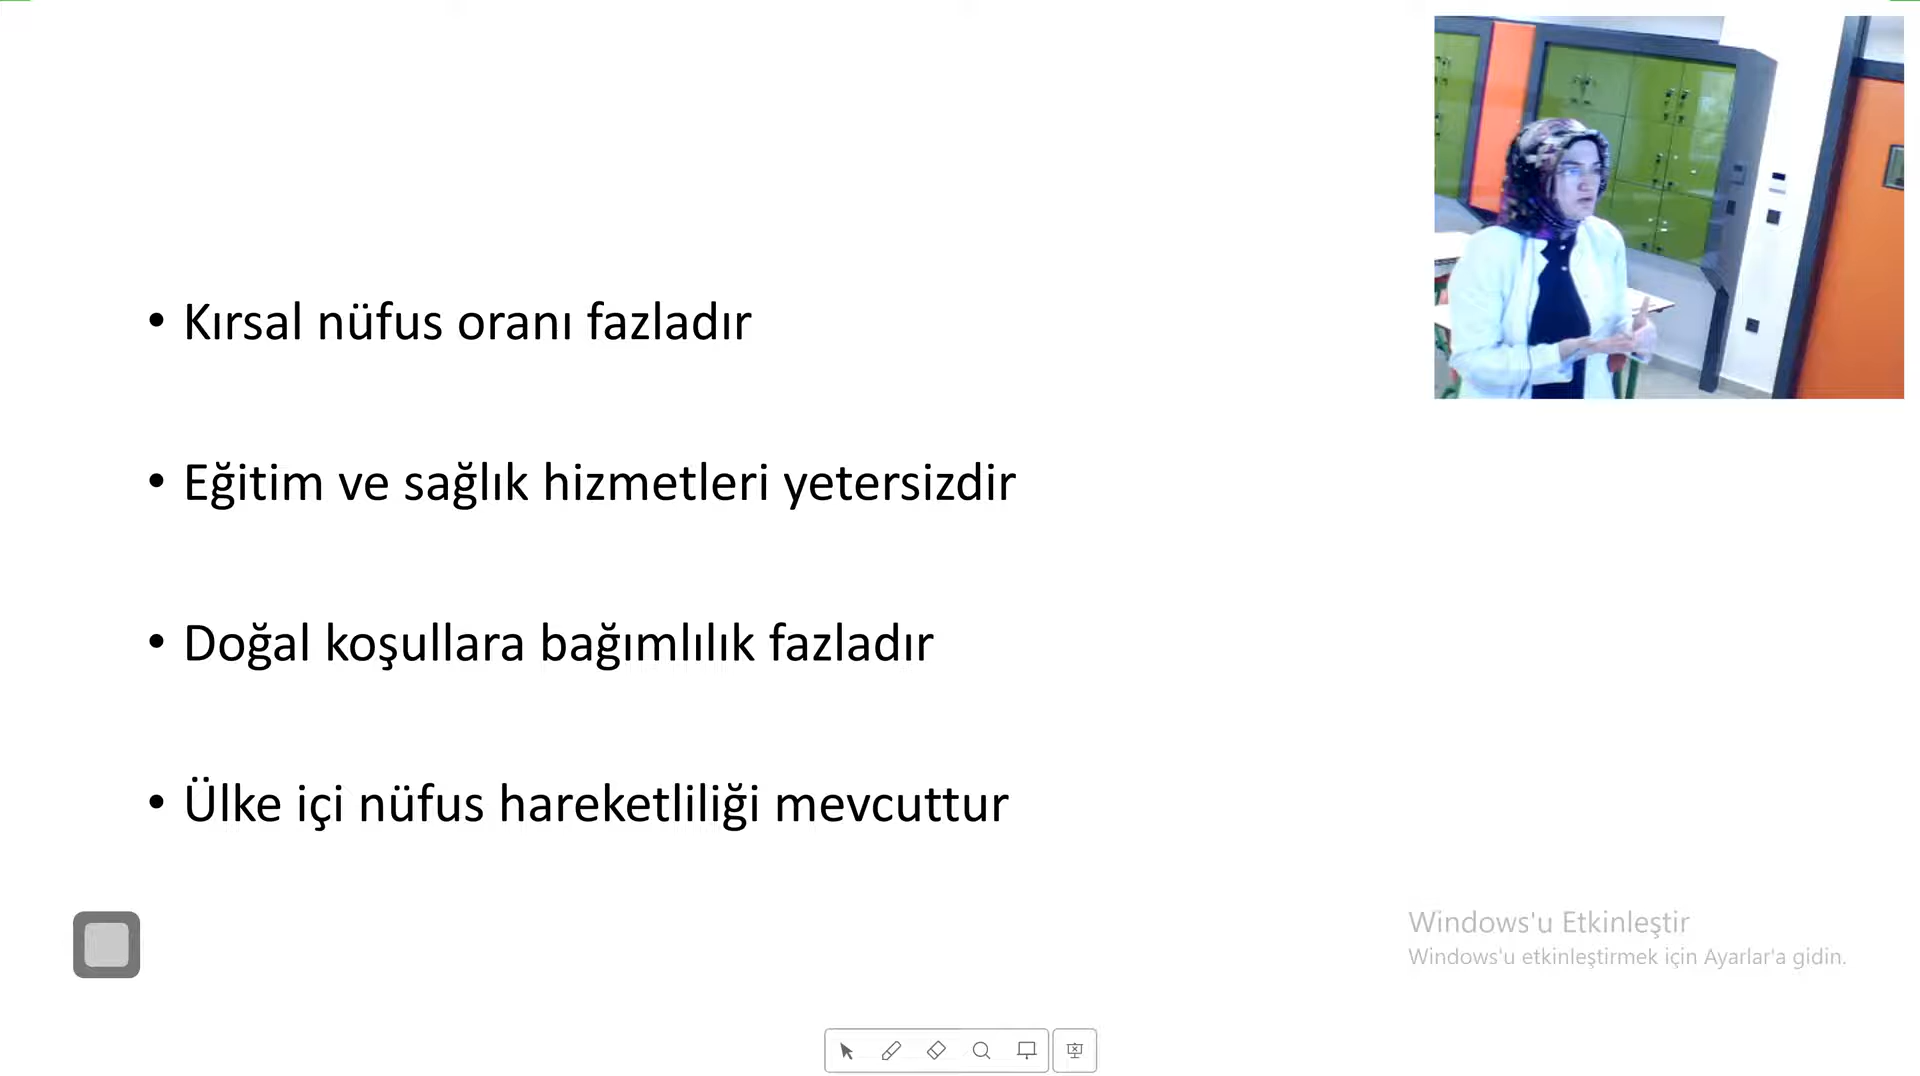 • Kırsal nüfus oranı fazladır
• Eğitim ve sağlık hizmetleri yetersizdir
• Doğal koşullara bağımlılık fazladır
• Ülke içi nüfus hareketliliği mevcuttur
Windows'u Etkinleştir
Windows'u etkinleştirmek için Ayarlar'a gidin.